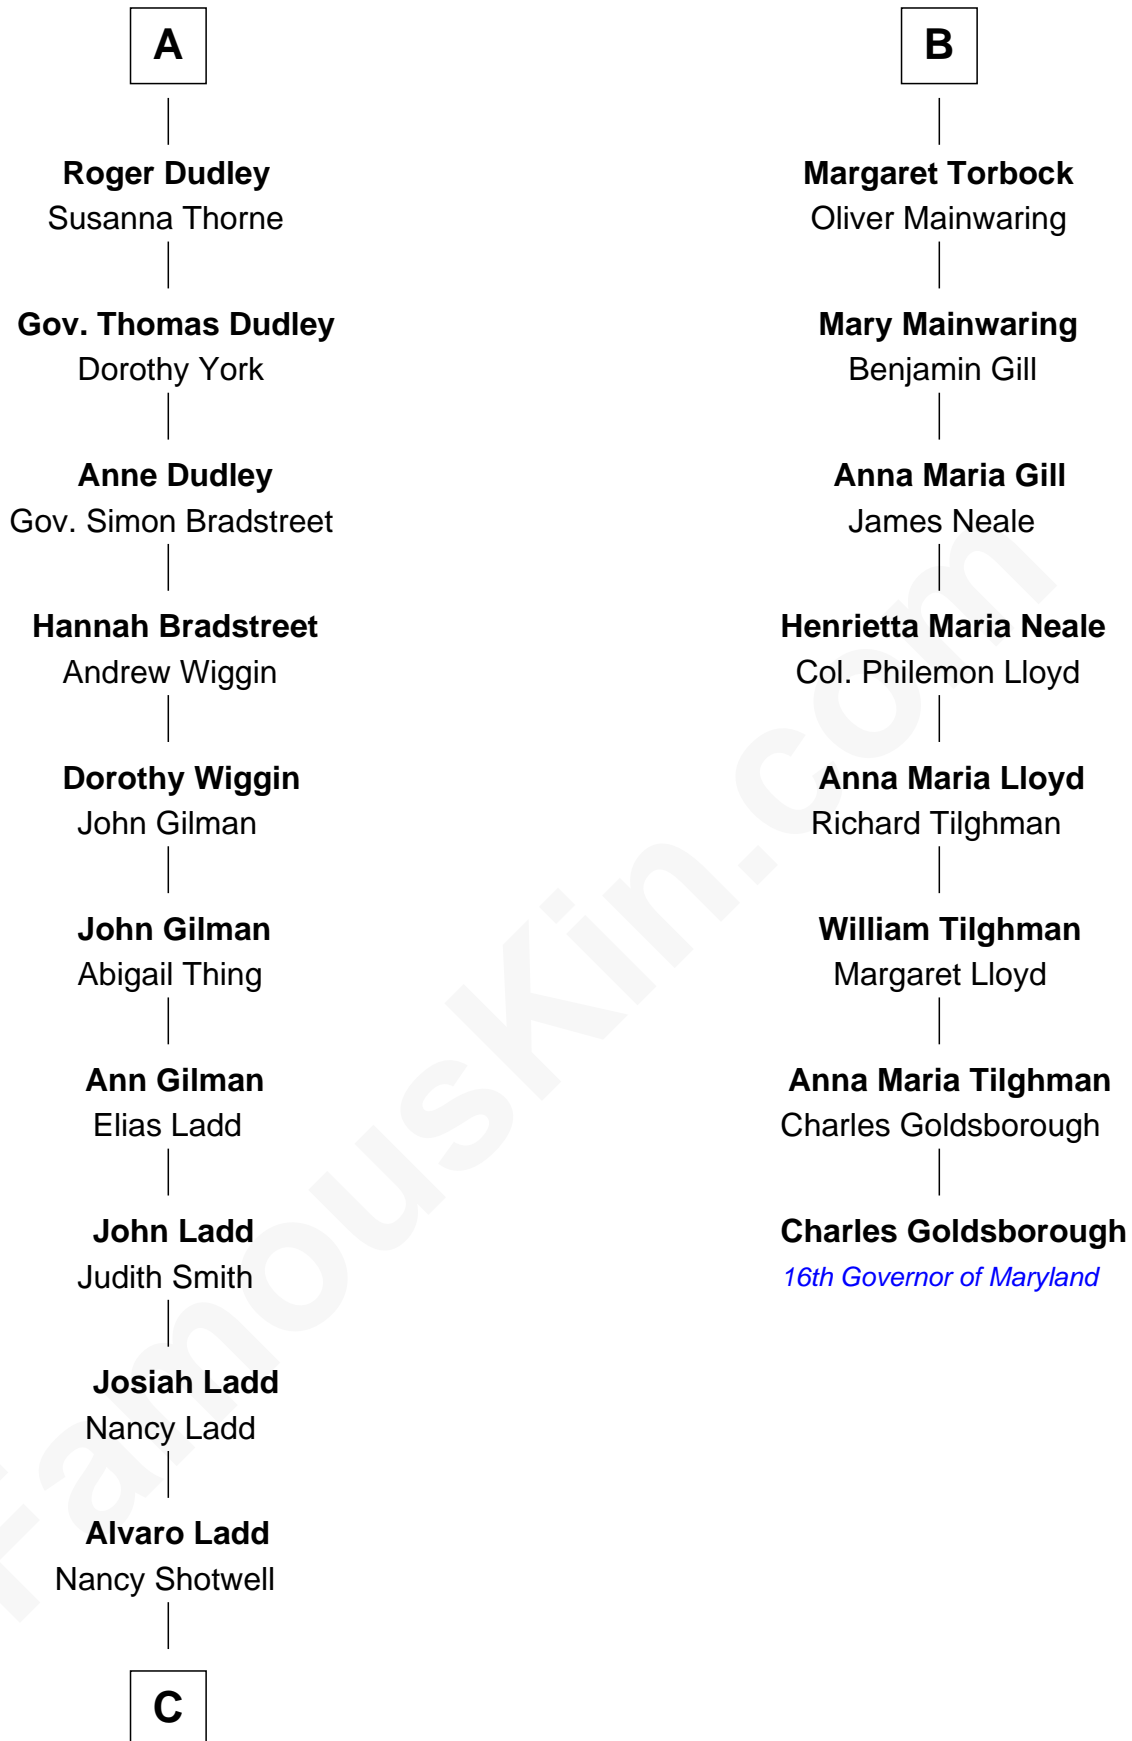 A
Roger Dudley
Susanna Thorne
Gov. Thomas Dudley
Dorothy York
Anne Dudley
Gov. Simon Bradstreet
Hannah Bradstreet
Andrew Wiggin
Dorothy Wiggin
John Gilman
John Gilman
Abigail Thing
Ann Gilman
Elias Ladd
John Ladd
Judith Smith
Josiah Ladd
Nancy Ladd
Alvaro Ladd
Nancy Shotwell
C
B
Margaret Torbock
Oliver Mainwaring
Mary Mainwaring
Benjamin Gill
Anna Maria Gill
James Neale
Henrietta Maria Neale
Col. Philemon Lloyd
Anna Maria Lloyd
Richard Tilghman
William Tilghman
Margaret Lloyd
Anna Maria Tilghman
Charles Goldsborough
Charles Goldsborough
16th Governor of Maryland
FamousKin.com